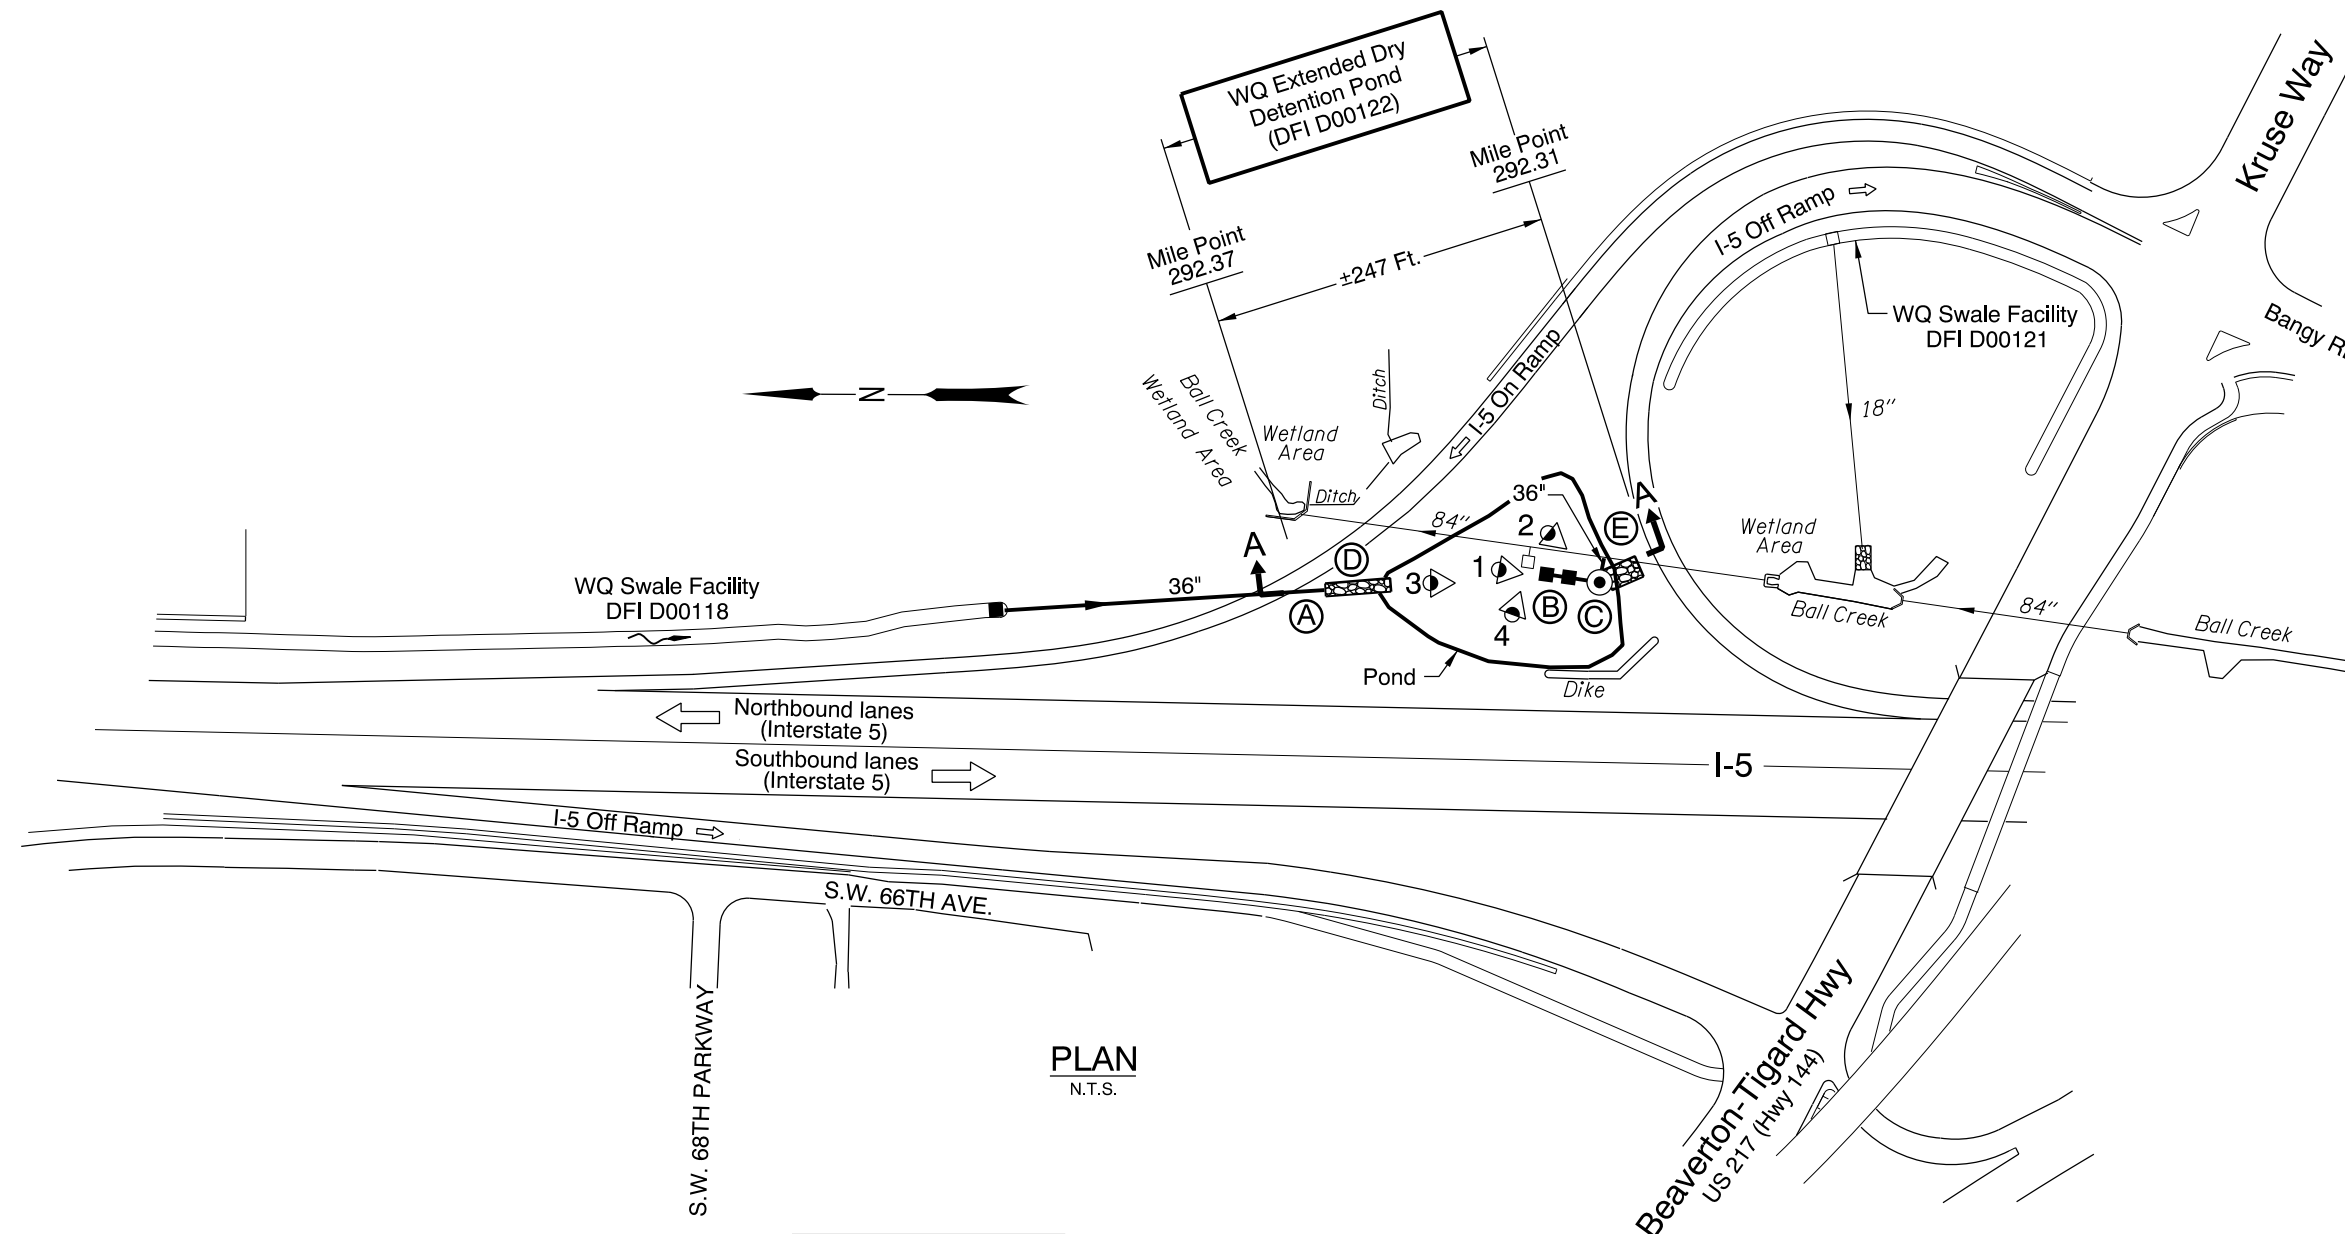 WQ Extended Dry
Detention Pond
(DFI D00122)
Mile Point
292.31
Mile Point
292.37
±247 Ft.
Kruse Way
I-5 Off Ramp
WQ Swale Facility
DFI D00121
Bangy R
18"
I-5 On Ramp
Ditch
Ball Creek
Wetland Area
Wetland
Area
Ditch
N
84"
36"
A
E
2
1
3
4
B
C
D
A
A
36"
WQ Swale Facility
DFI D00118
Wetland
Area
Ball Creek
84"
Ball Creek
Pond
Dike
Northbound lanes
(Interstate 5)
Southbound lanes
(Interstate 5)
I-5
I-5 Off Ramp
S.W. 66TH AVE.
S.W. 68TH PARKWAY
PLAN
N.T.S.
Beaverton-Tigard Hwy
US 217 (Hwy 144)